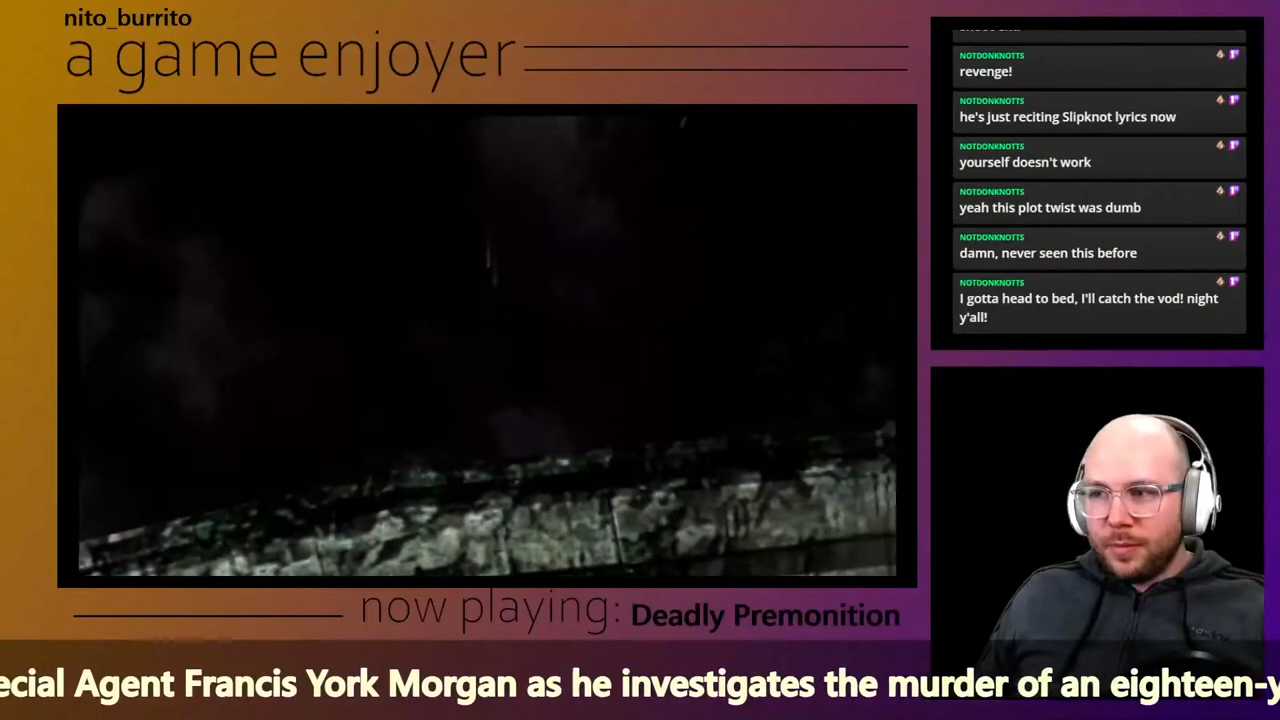 nito_burrito
a game enjoyer
NOTDONKNOTTS
revenge!
NOTDONKNOTTS
he's just reciting Slipknot lyrics now
NOTDONKNOTTS
yourself doesn't work
NOTDONKNOTTS
yeah this plot twist was dumb
NOTDONKNOTTS
damn, never seen this before
NOTDONKNOTTS
I gotta head to bed, I'll catch the vod! night
y'all!
now playing: Deadly Premonition
ecial Agent Francis York Morgan as he investigates the murder of an eighteen-y